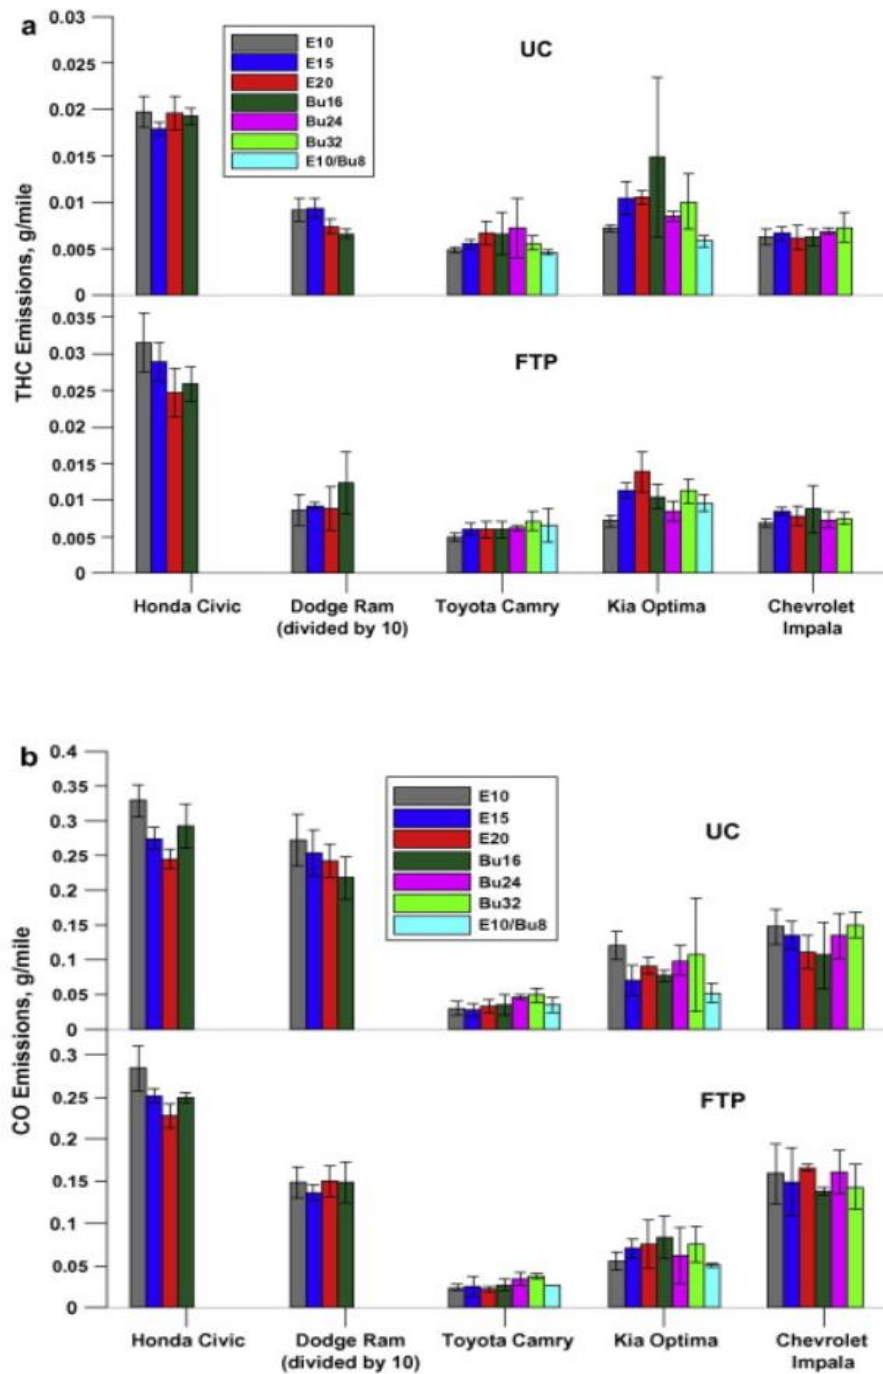 a
0.03
0.025
0.02
0.015
0.01
0.005
0
E10
E15
E20
Bu16
Bu24
Bu32
E10/Bu8
UC
THC Emissions, g/mile
0.035
0.03
0.025
0.02
0.015
0.01
0.005
0
FTP
Honda Civic
Dodge Ram
(divided by 10)
Toyota Camry
Kia Optima
Chevrolet
Impala
b
0.4
0.35
0.3
0.25
0.2
0.15
0.1
0.05
0
E10
E15
E20
Bu16
Bu24
Bu32
E10/Bu8
UC
CO Emissions, g/mile
0.3
0.25
0.2
0.15
0.1
0.05
0
FTP
Honda Civic
Dodge Ram
(divided by 10)
Toyota Camry
Kia Optima
Chevrolet
Impala